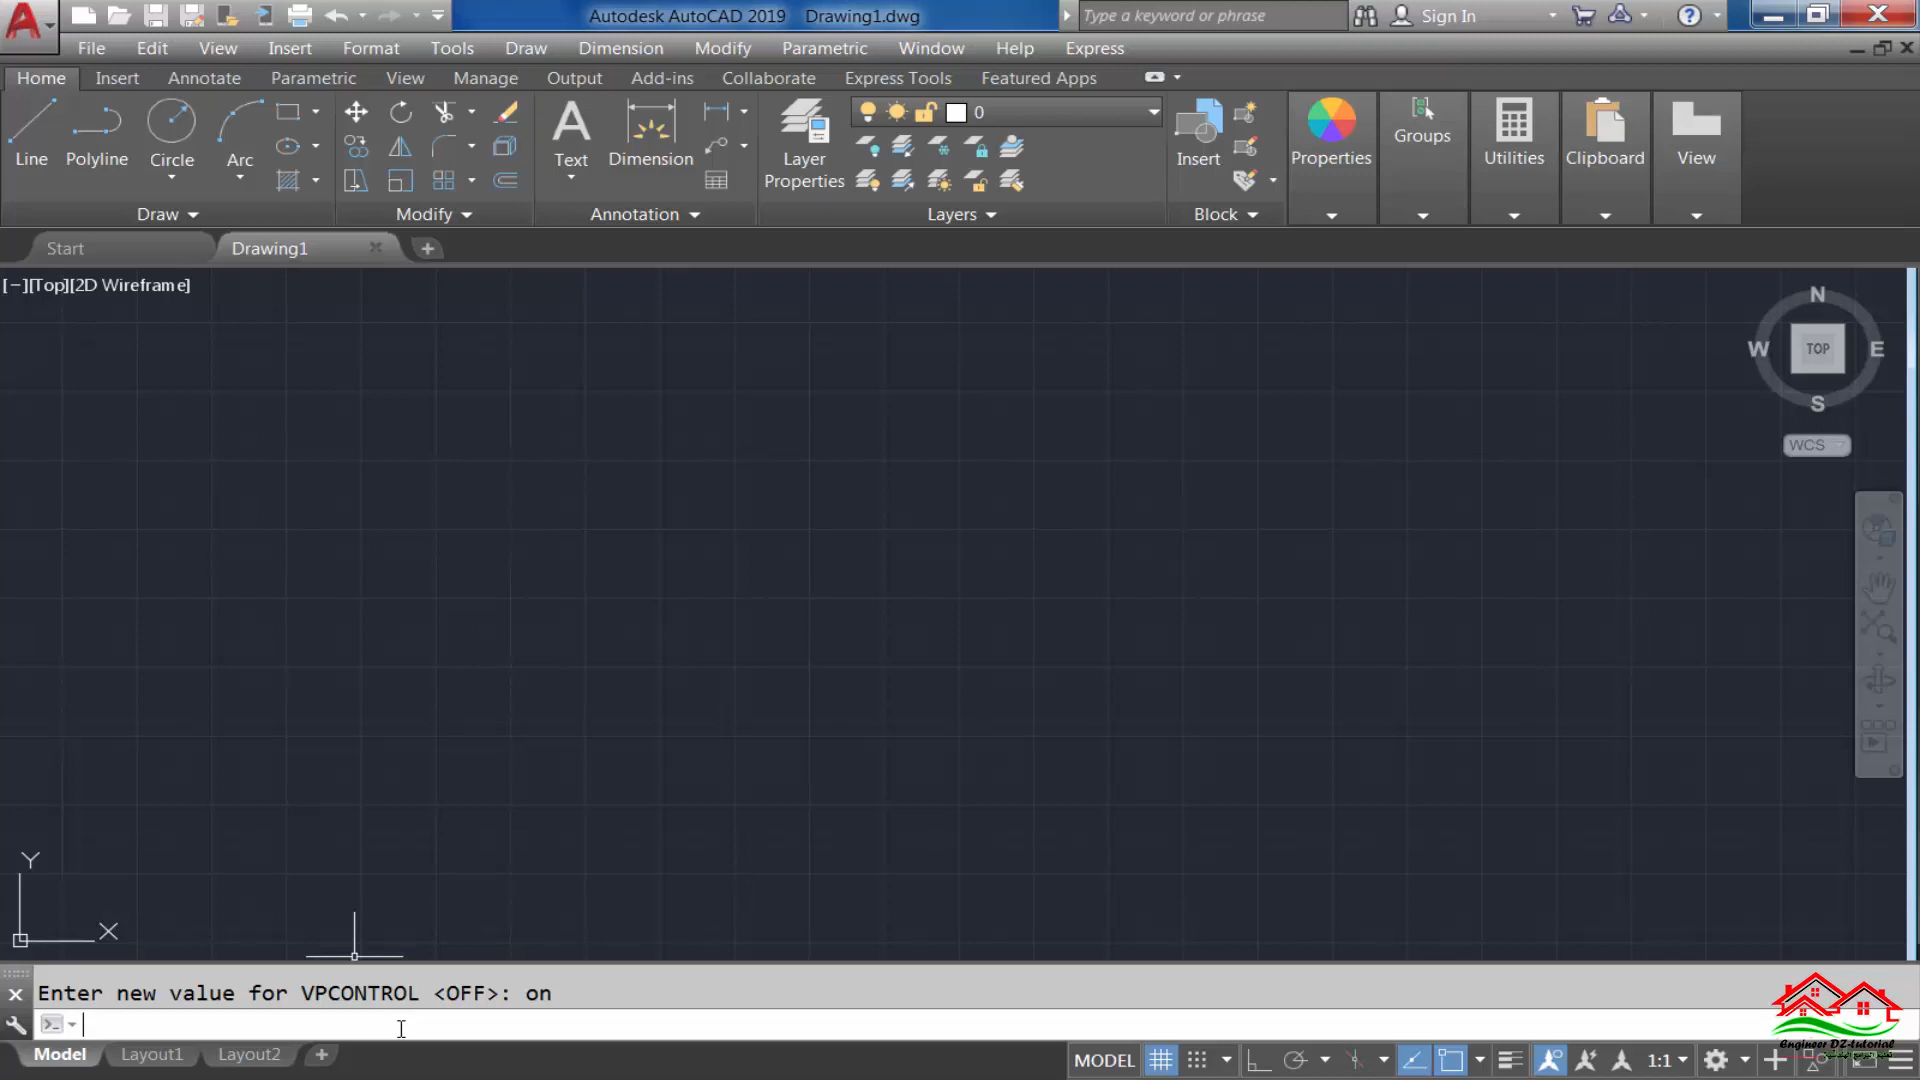 Autodesk AutoCAD 2019 Drawing1.dwg
Type a keyword or phrase
Sign In
File Edit View Insert Format Tools Draw Dimension Modify Parametric Window Help Express
Home Insert Annotate Parametric View Manage Output Add-ins Collaborate Express Tools Featured Apps
0
Line Polyline Circle Arc
Text Dimension
Layer
Properties
Insert
Properties Groups Utilities Clipboard View
Draw Modify Annotation Layers Block
Start Drawing1
[−][Top][2D Wireframe]
N
W TOP E
S
WCS
Y
X
Enter new value for VPCONTROL <OFF>: on
Model Layout1 Layout2
MODEL 1:1
Engineer DZ-tutorial